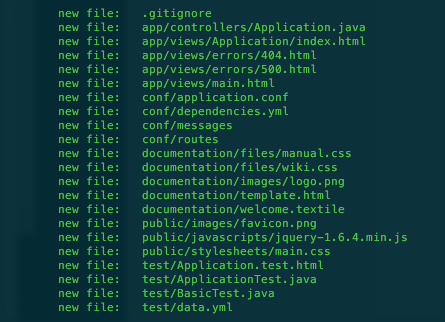 new file: .gitignore
new file: app/controllers/Application.java
new file: app/views/Application/index.html
new file: app/views/errors/404.html
new file: app/views/errors/500.html
new file: app/views/main.html
new file: conf/application.conf
new file: conf/dependencies.yml
new file: conf/messages
new file: conf/routes
new file: documentation/files/manual.css
new file: documentation/files/wiki.css
new file: documentation/images/logo.png
new file: documentation/template.html
new file: documentation/welcome.textile
new file: public/images/favicon.png
new file: public/javascripts/jquery-1.6.4.min.js
new file: public/stylesheets/main.css
new file: test/Application.test.html
new file: test/ApplicationTest.java
new file: test/BasicTest.java
new file: test/data.yml